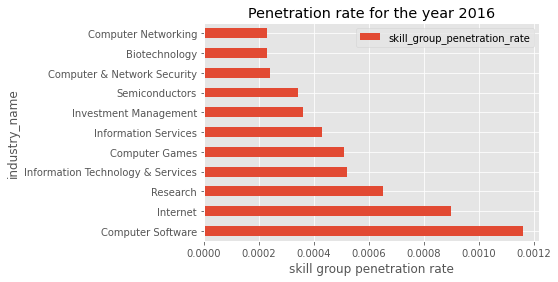 Penetration rate for the year 2016
skill_group_penetration_rate
industry_name
Computer Networking
Biotechnology
Computer & Network Security
Semiconductors
Investment Management
Information Services
Computer Games
Information Technology & Services
Research
Internet
Computer Software
0.0000 0.0002 0.0004 0.0006 0.0008 0.0010 0.0012
skill group penetration rate